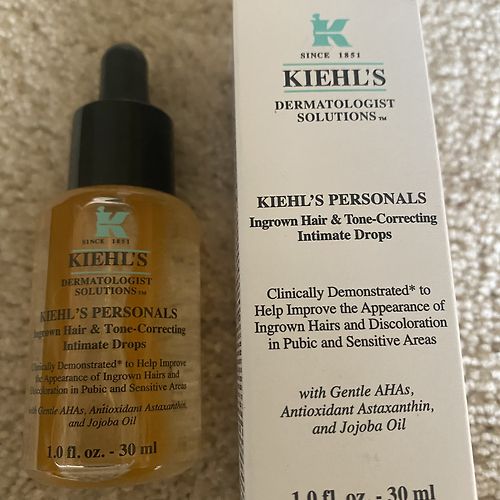 K
SINCE 1851
KIEHL'S
DERMATOLOGIST
SOLUTIONS™
KIEHL'S PERSONALS
Ingrown Hair & Tone-Correcting
Intimate Drops
Clinically Demonstrated* to Help Improve
the Appearance of Ingrown Hairs and
Discoloration in Pubic and Sensitive Areas
with Gentle AHAs, Antioxidant Astaxanthin,
and Jojoba Oil
1.0 fl. oz. - 30 ml
K
SINCE 1851
KIEHL'S
DERMATOLOGIST
SOLUTIONS™
KIEHL'S PERSONALS
Ingrown Hair & Tone-Correcting
Intimate Drops
Clinically Demonstrated* to
Help Improve the Appearance of
Ingrown Hairs and Discoloration
in Pubic and Sensitive Areas
with Gentle AHAs,
Antioxidant Astaxanthin,
and Jojoba Oil
1.0 fl. oz. - 30 ml